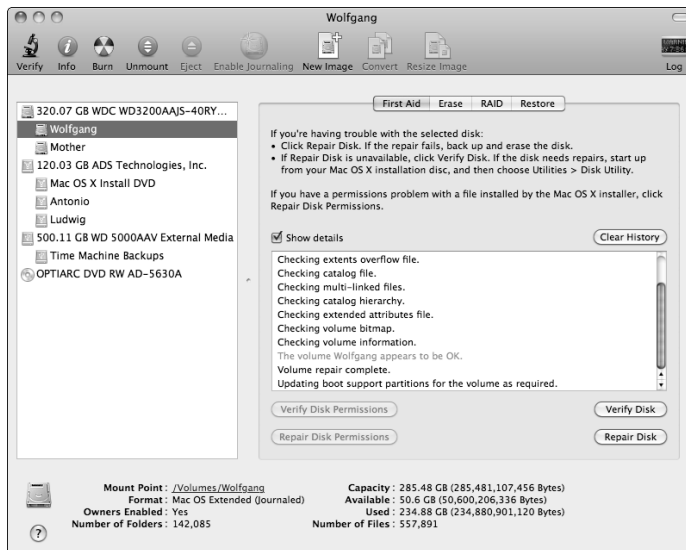 Wolfgang
Verify Info Burn Unmount Eject Enable Journaling New Image Convert Resize Image Log
320.07 GB WDC WD3200AAJS-40RY...
Wolfgang
Mother
120.03 GB ADS Technologies, Inc.
Mac OS X Install DVD
Antonio
Ludwig
500.11 GB WD 5000AAV External Media
Time Machine Backups
OPTIARC DVD RW AD-5630A
First Aid Erase RAID Restore
If you're having trouble with the selected disk:
• Click Repair Disk. If the repair fails, back up and erase the disk.
• If Repair Disk is unavailable, click Verify Disk. If the disk needs repairs, start up
from your Mac OS X installation disc, and then choose Utilities > Disk Utility.
If you have a permissions problem with a file installed by the Mac OS X installer, click
Repair Disk Permissions.
Show details
Clear History
Checking extents overflow file.
Checking catalog file.
Checking multi-linked files.
Checking catalog hierarchy.
Checking extended attributes file.
Checking volume bitmap.
Checking volume information.
The volume Wolfgang appears to be OK.
Volume repair complete.
Updating boot support partitions for the volume as required.
Verify Disk Permissions
Verify Disk
Repair Disk Permissions
Repair Disk
Mount Point : /Volumes/Wolfgang
Format : Mac OS Extended (Journaled)
Owners Enabled : Yes
Number of Folders : 142,085
Capacity : 285.48 GB (285,481,107,456 Bytes)
Available : 50.6 GB (50,600,206,336 Bytes)
Used : 234.88 GB (234,880,901,120 Bytes)
Number of Files : 557,891
?